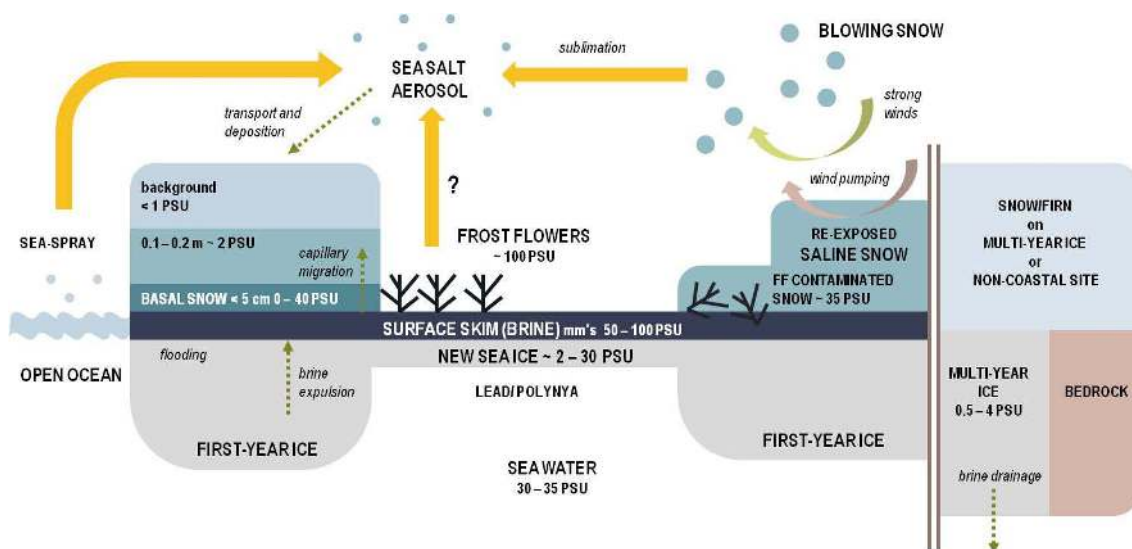 BLOWING SNOW
sublimation
SEA SALT
AEROSOL
strong
winds
transport and
deposition
wind pumping
?
background
< 1 PSU
SEA-SPRAY
0.1 – 0.2 m ~ 2 PSU
capillary
migration
FROST FLOWERS
~ 100 PSU
RE-EXPOSED
SALINE SNOW
SNOW/FIRN
on
MULTI-YEAR ICE
or
NON-COASTAL SITE
BASAL SNOW < 5 cm 0 – 40 PSU
FF CONTAMINATED
SNOW ~ 35 PSU
SURFACE SKIM (BRINE) mm's 50 – 100 PSU
flooding
NEW SEA ICE ~ 2 – 30 PSU
OPEN OCEAN
brine
expulsion
LEAD/POLYNYA
MULTI-YEAR
ICE
0.5 – 4 PSU
BEDROCK
FIRST-YEAR ICE
FIRST-YEAR ICE
SEA WATER
30 – 35 PSU
brine drainage